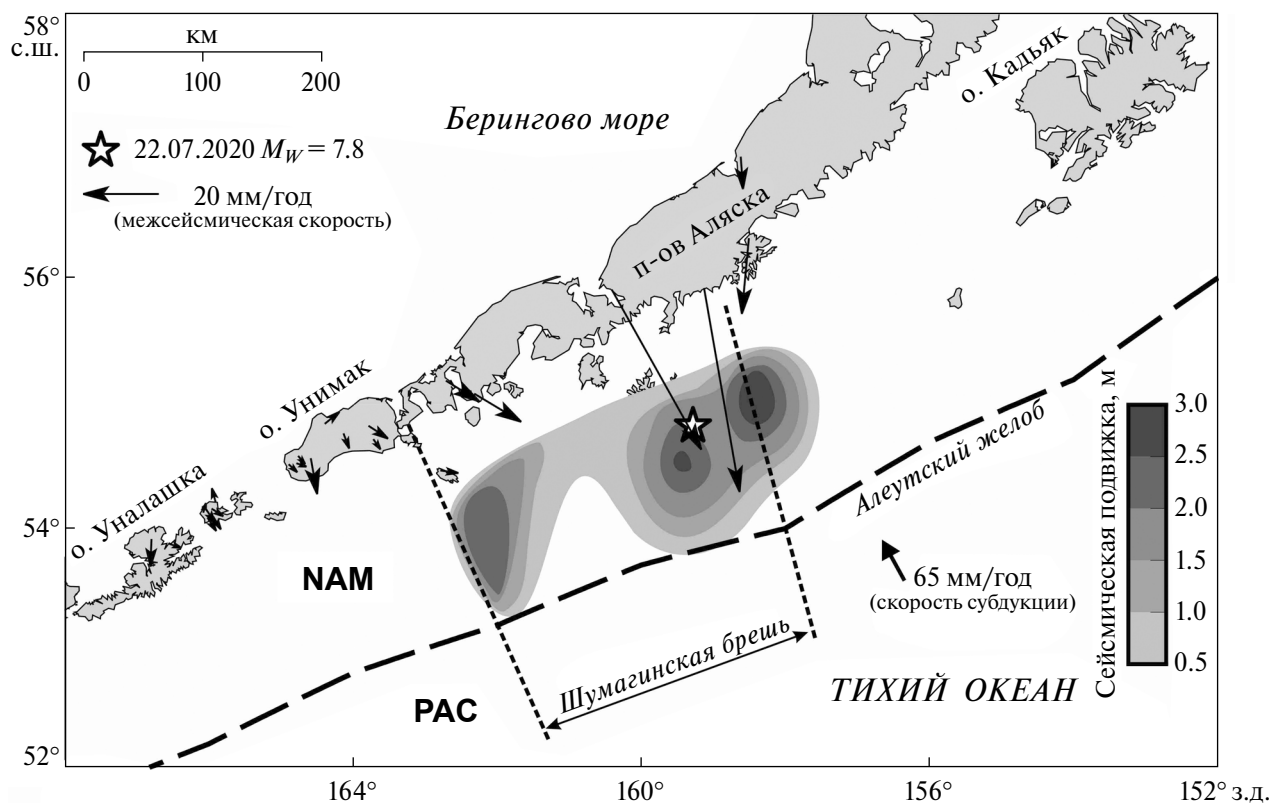 58°
с.ш.
км
0 100 200
о. Кадьяк
Берингово море
22.07.2020 M_W = 7.8
20 мм/год
(межсейсмическая скорость)
п-ов Аляска
56°
о. Унимак
о. Уналашка
Алеутский желоб
54°
NAM
65 мм/год
(скорость субдукции)
Шумагинская брешь
PAC
ТИХИЙ ОКЕАН
Сейсмическая подвижка, м
3.0
2.5
2.0
1.5
1.0
0.5
52°
164° 160° 156° 152° з.д.